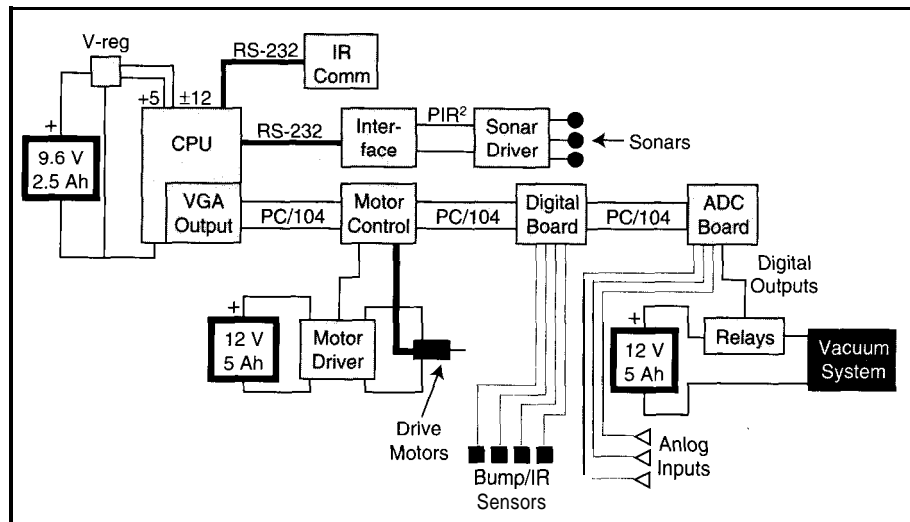 V-reg
RS-232
IR
Comm
+5
±12
+
9.6 V
2.5 Ah
CPU
RS-232
Inter-
face
PIR²
Sonar
Driver
Sonars
VGA
Output
PC/104
Motor
Control
PC/104
Digital
Board
PC/104
ADC
Board
Digital
Outputs
+
12 V
5 Ah
Motor
Driver
Drive
Motors
+
12 V
5 Ah
Relays
Vacuum
System
Bump/IR
Sensors
Anlog
Inputs